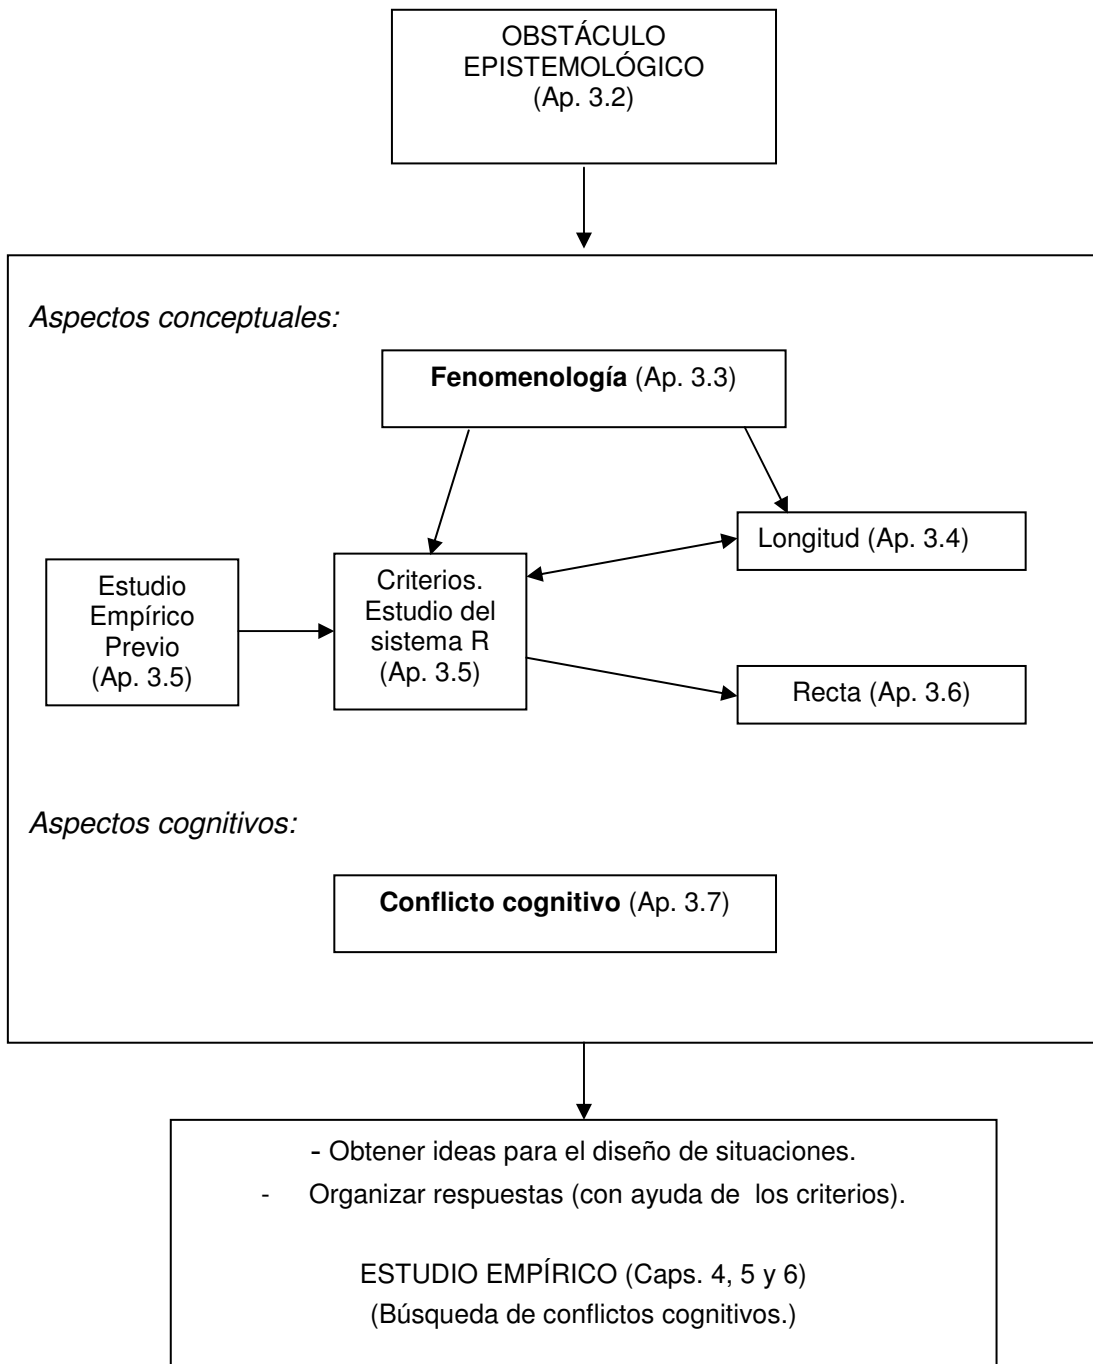 OBSTÁCULO
EPISTEMOLÓGICO
(Ap. 3.2)
Aspectos conceptuales:
Fenomenología (Ap. 3.3)
Longitud (Ap. 3.4)
Estudio
Empírico
Previo
(Ap. 3.5)
Criterios.
Estudio del
sistema R
(Ap. 3.5)
Recta (Ap. 3.6)
Aspectos cognitivos:
Conflicto cognitivo (Ap. 3.7)
- Obtener ideas para el diseño de situaciones.
- Organizar respuestas (con ayuda de los criterios).
ESTUDIO EMPÍRICO (Caps. 4, 5 y 6)
(Búsqueda de conflictos cognitivos.)